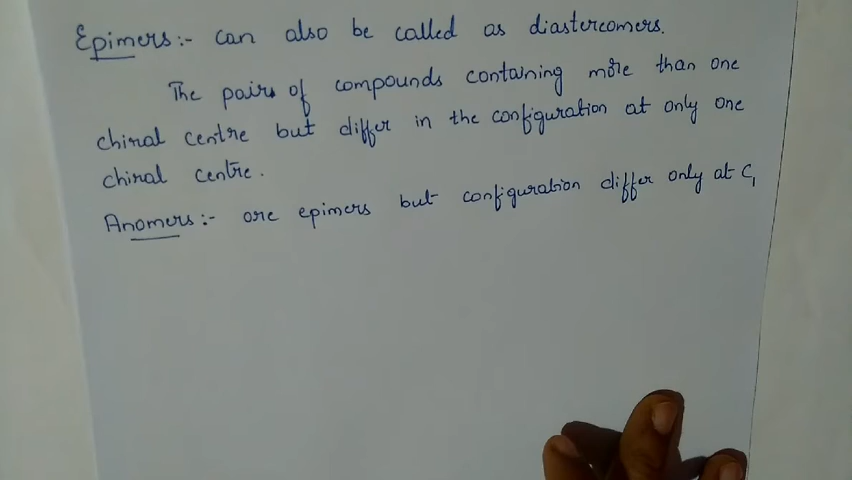 Epimers:- can also be called as diastereomers.
The pairs of compounds containing more than one
chiral centre but differ in the configuration at only one
chiral centre.
Anomers:- are epimers but configuration differ only at C₁